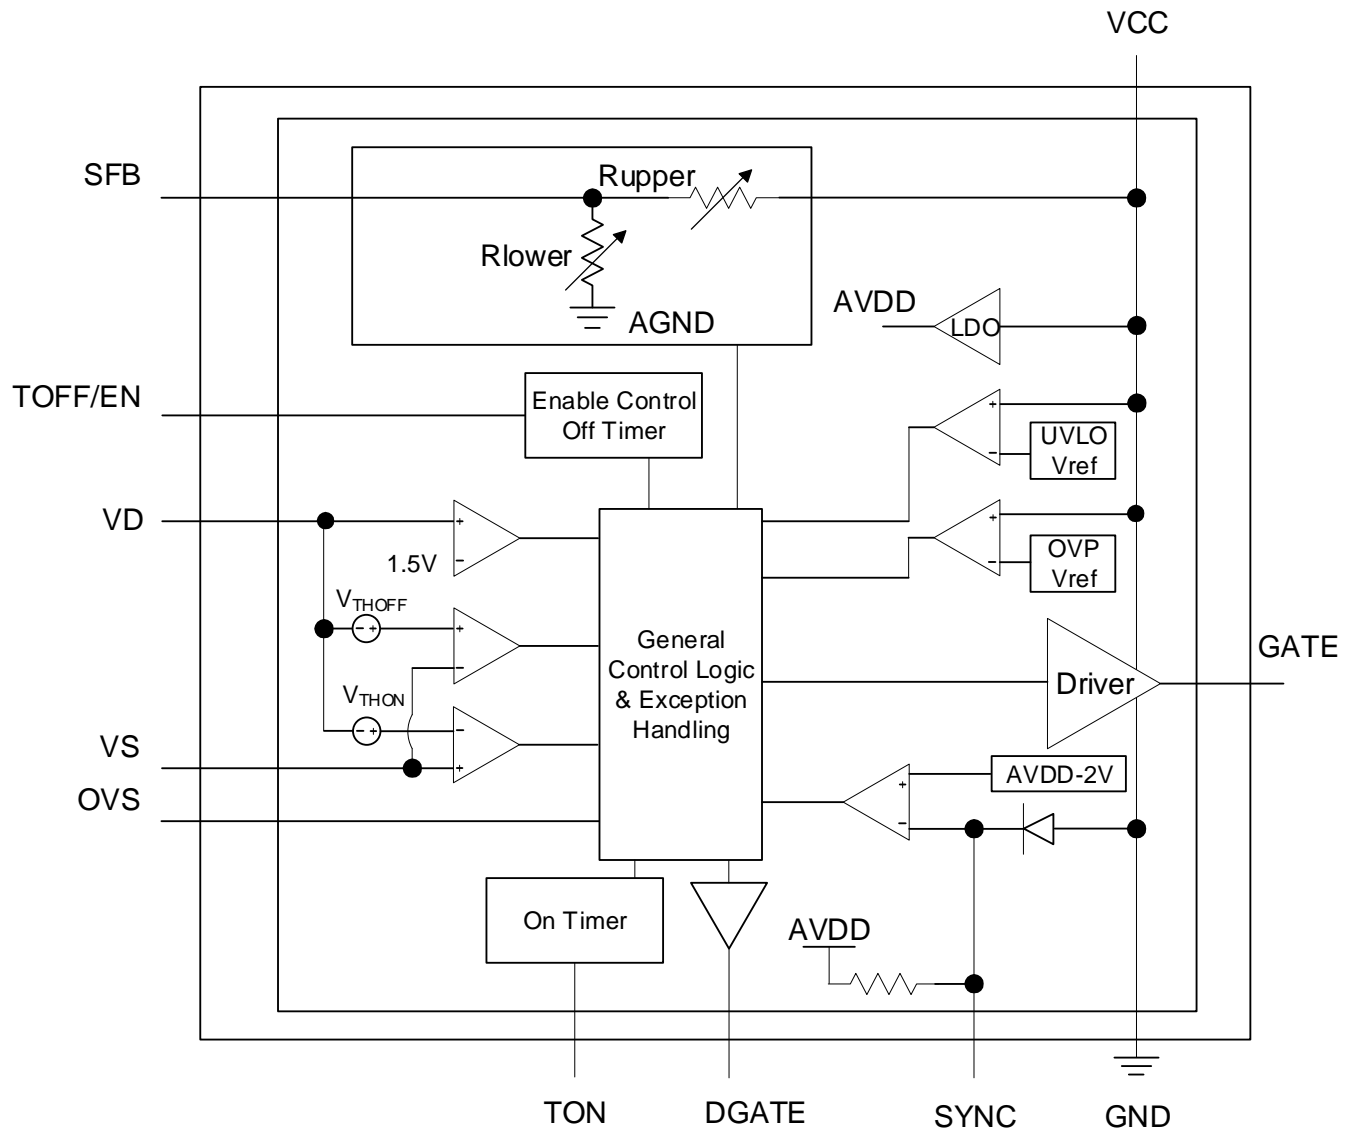 VCC
SFB
Rupper
Rlower
AGND
AVDD
LDO
TOFF/EN
Enable Control
Off Timer
+
UVLO
Vref
-
VD
+
1.5V
-
+
OVP
Vref
-
VTHOFF
- +
+
-
General
Control Logic
& Exception
Handling
Driver
GATE
VTHON
- +
-
+
VS
OVS
AVDD-2V
+
-
On Timer
AVDD
TON
DGATE
SYNC
GND